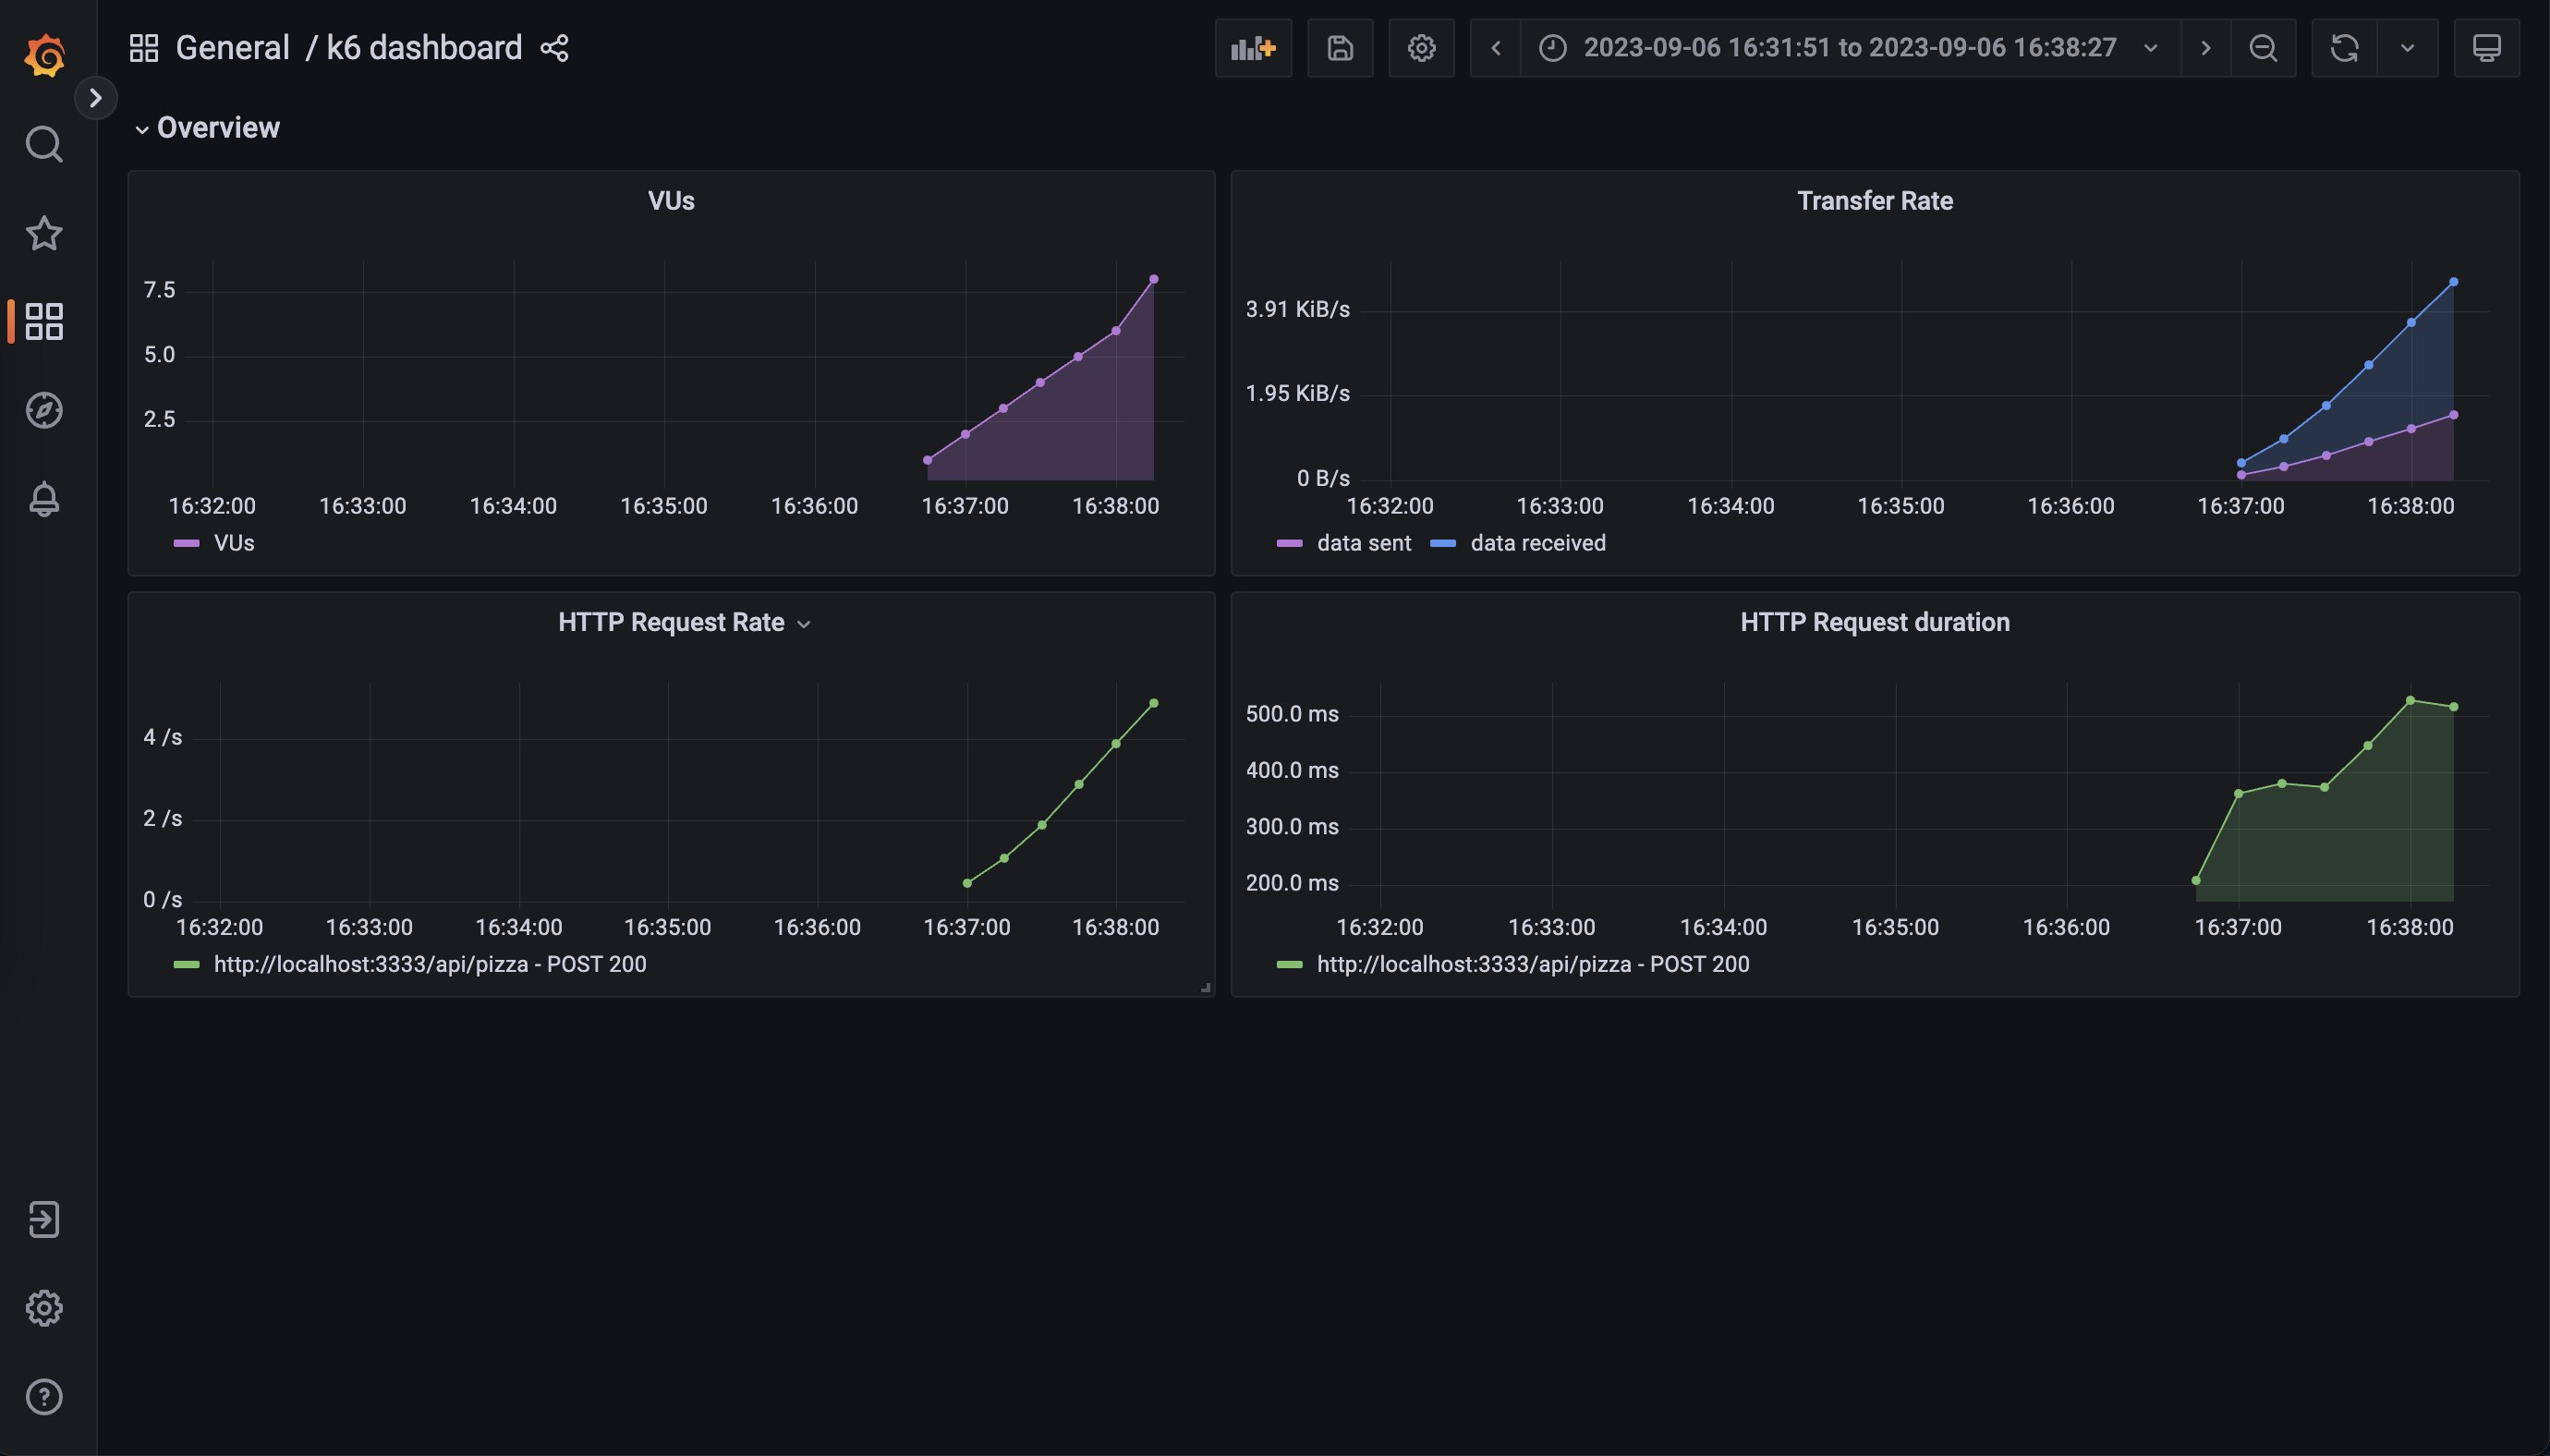 General / k6 dashboard
2023-09-06 16:31:51 to 2023-09-06 16:38:27
Overview
VUs
7.5
5.0
2.5
16:32:00 16:33:00 16:34:00 16:35:00 16:36:00 16:37:00 16:38:00
VUs
Transfer Rate
3.91 KiB/s
1.95 KiB/s
0 B/s
16:32:00 16:33:00 16:34:00 16:35:00 16:36:00 16:37:00 16:38:00
data sent data received
HTTP Request Rate
4 /s
2 /s
0 /s
16:32:00 16:33:00 16:34:00 16:35:00 16:36:00 16:37:00 16:38:00
http://localhost:3333/api/pizza - POST 200
HTTP Request duration
500.0 ms
400.0 ms
300.0 ms
200.0 ms
16:32:00 16:33:00 16:34:00 16:35:00 16:36:00 16:37:00 16:38:00
http://localhost:3333/api/pizza - POST 200